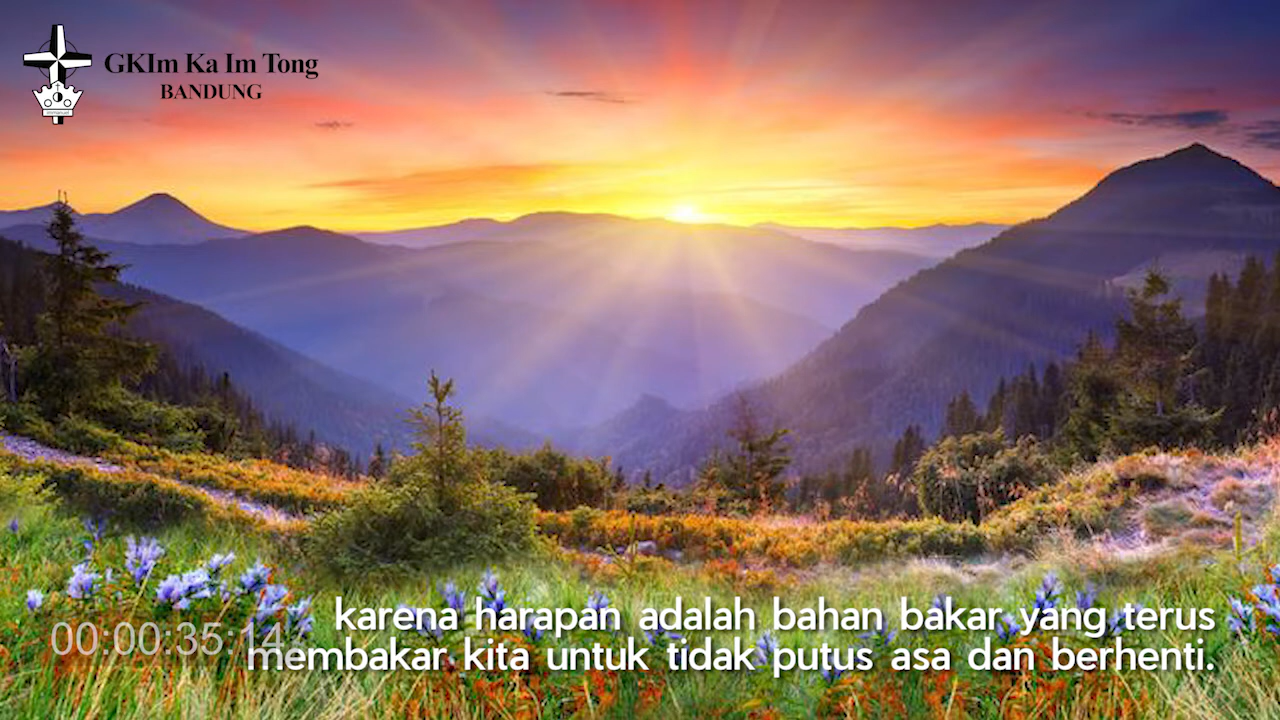 GKIm Ka Im Tong
BANDUNG
karena harapan adalah bahan bakar yang terus
00:00:35:14
membakar kita untuk tidak putus asa dan berhenti.